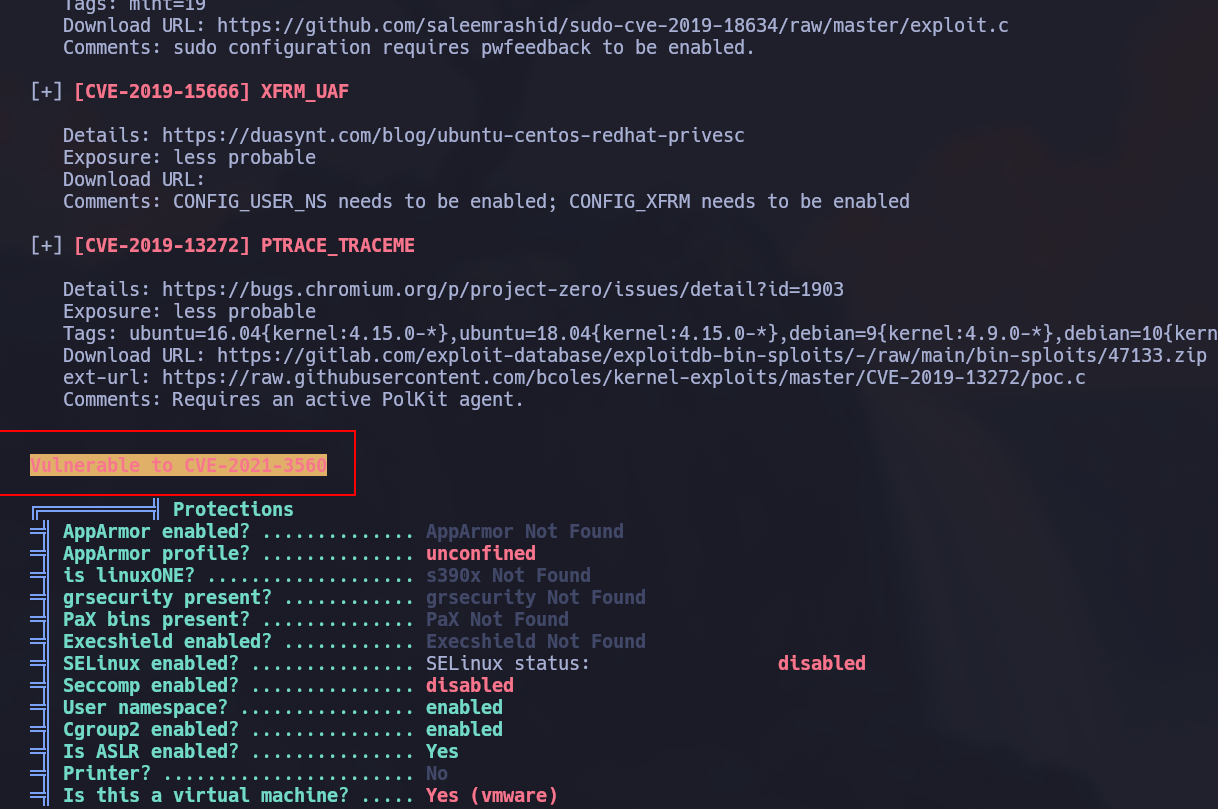 Tags: mint=19
Download URL: https://github.com/saleemrashid/sudo-cve-2019-18634/raw/master/exploit.c
Comments: sudo configuration requires pwfeedback to be enabled.
[+] [CVE-2019-15666] XFRM_UAF
Details: https://duasynt.com/blog/ubuntu-centos-redhat-privesc
Exposure: less probable
Download URL:
Comments: CONFIG_USER_NS needs to be enabled; CONFIG_XFRM needs to be enabled
[+] [CVE-2019-13272] PTRACE_TRACEME
Details: https://bugs.chromium.org/p/project-zero/issues/detail?id=1903
Exposure: less probable
Tags: ubuntu=16.04{kernel:4.15.0-*},ubuntu=18.04{kernel:4.15.0-*},debian=9{kernel:4.9.0-*},debian=10{kern
Download URL: https://gitlab.com/exploit-database/exploitdb-bin-sploits/-/raw/main/bin-sploits/47133.zip
ext-url: https://raw.githubusercontent.com/bcoles/kernel-exploits/master/CVE-2019-13272/poc.c
Comments: Requires an active PolKit agent.
Vulnerable to CVE-2021-3560
╔══════════╣ Protections
═╣ AppArmor enabled? .............. AppArmor Not Found
═╣ AppArmor profile? .............. unconfined
═╣ is linuxONE? ................... s390x Not Found
═╣ grsecurity present? ............ grsecurity Not Found
═╣ PaX bins present? .............. PaX Not Found
═╣ Execshield enabled? ............ Execshield Not Found
═╣ SELinux enabled? ............... SELinux status: disabled
═╣ Seccomp enabled? ............... disabled
═╣ User namespace? ................ enabled
═╣ Cgroup2 enabled? ............... enabled
═╣ Is ASLR enabled? ............... Yes
═╣ Printer? ....................... No
═╣ Is this a virtual machine? ..... Yes (vmware)